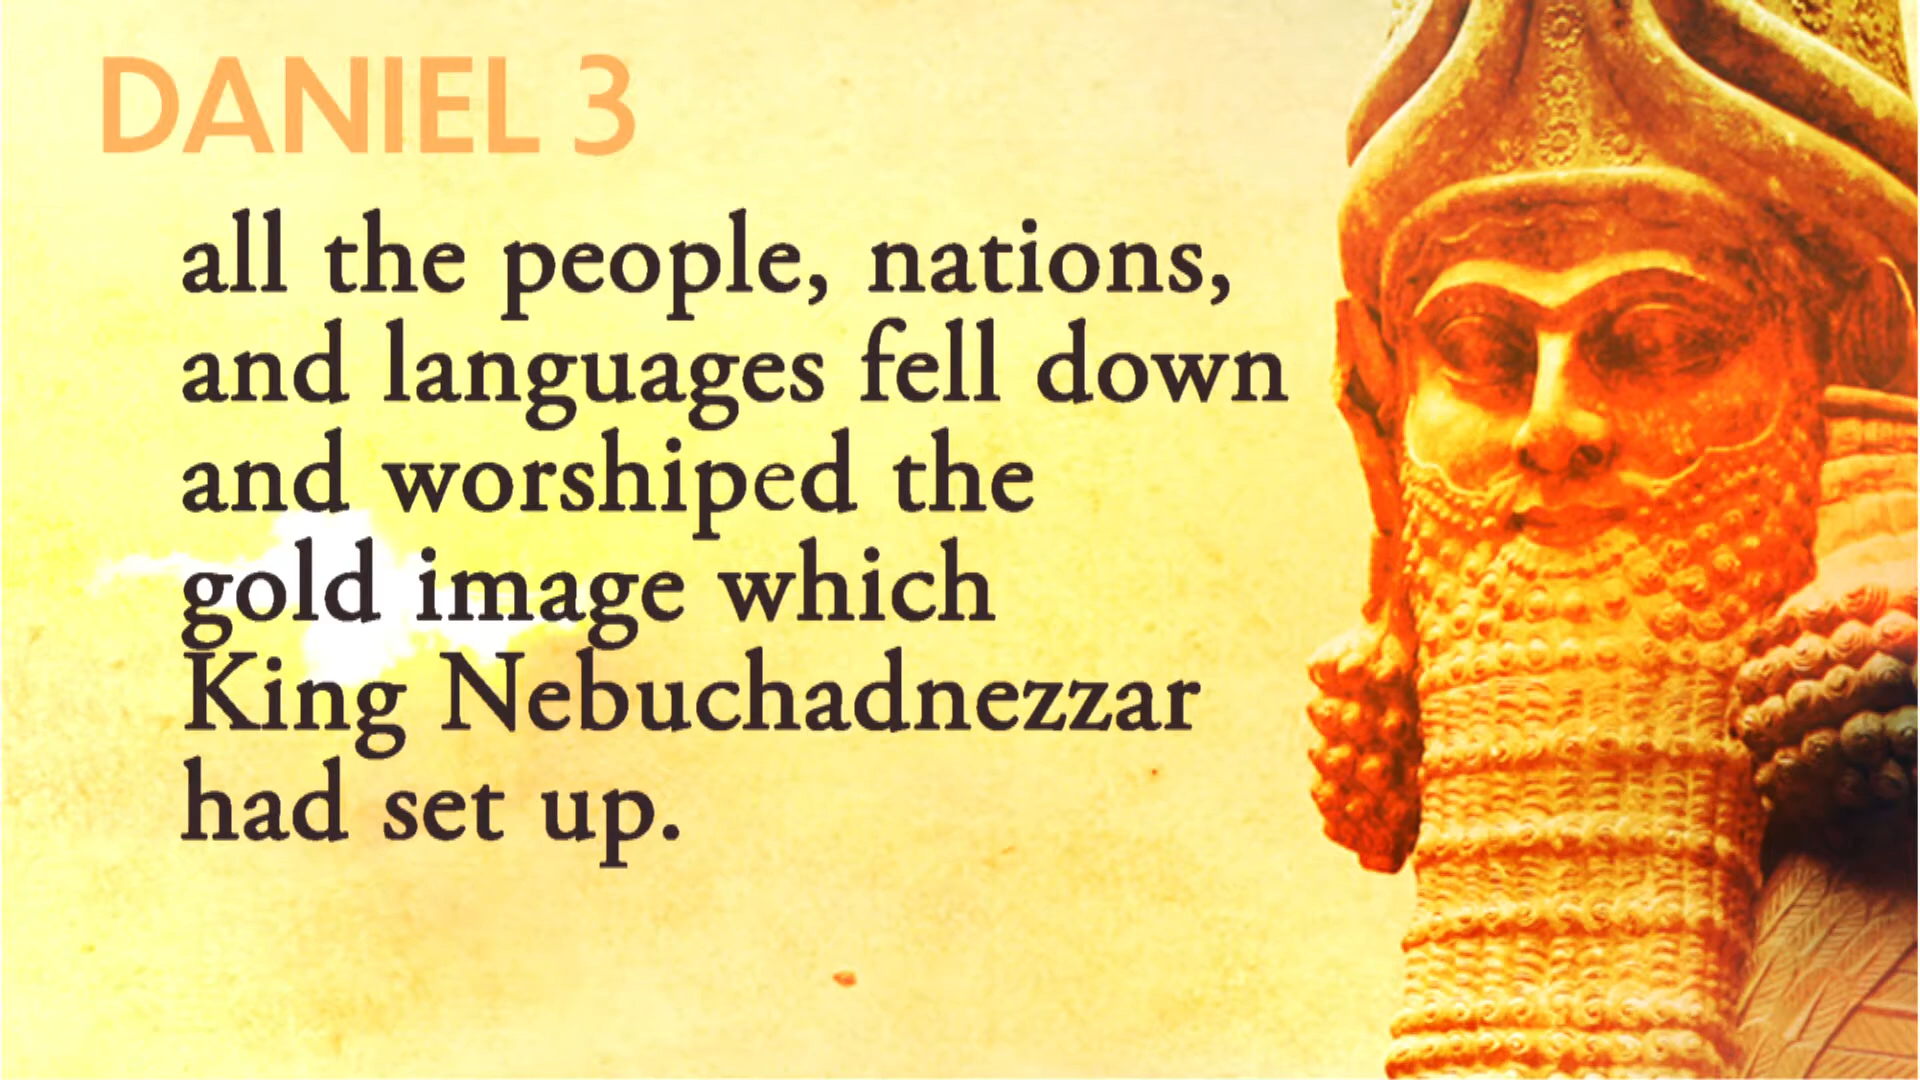 DANIEL 3
all the people, nations,
and languages fell down
and worshiped the
gold image which
King Nebuchadnezzar
had set up.